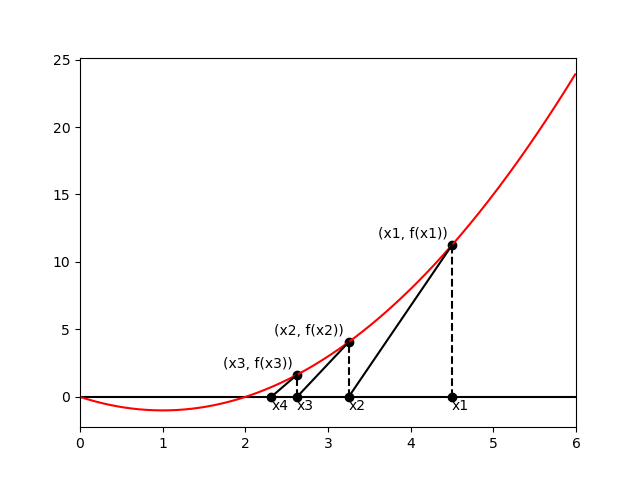 25
20
15
10
5
0
(x1, f(x1))
(x2, f(x2))
(x3, f(x3))
x4 x3 x2 x1
0 1 2 3 4 5 6